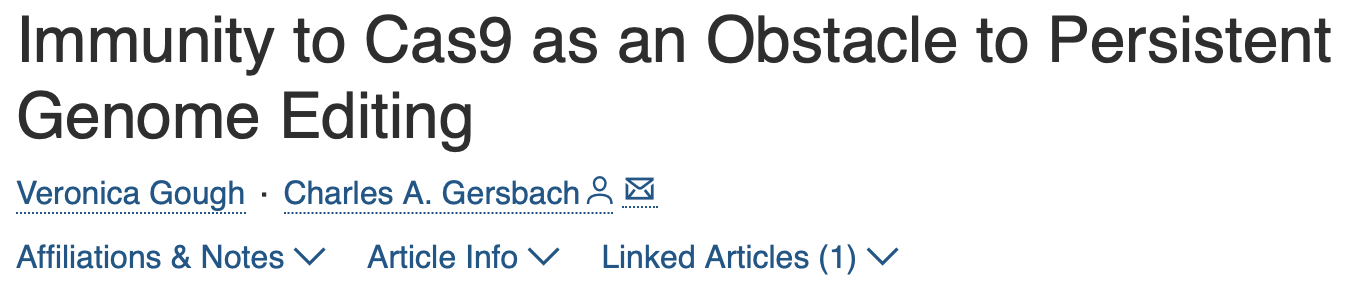 Immunity to Cas9 as an Obstacle to Persistent
Genome Editing
Veronica Gough · Charles A. Gersbach
Affiliations & Notes Article Info Linked Articles (1)